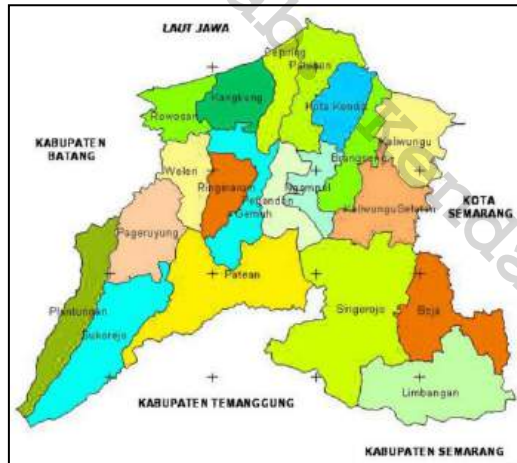 LAUT JAWA
Cepiring
Patebon
Kangkung
Kota Kendal
Rowosari
Kaliwungu
KABUPATEN
BATANG
Brangsong
Weleri
Ringinarum
Ngampel
Pegandon
Gemuh
Kaliwungu Selatan
KOTA
SEMARANG
Pageruyung
Patean
Plantungan
Sukorejo
Singorojo
Boja
Limbangan
KABUPATEN TEMANGGUNG
KABUPATEN SEMARANG